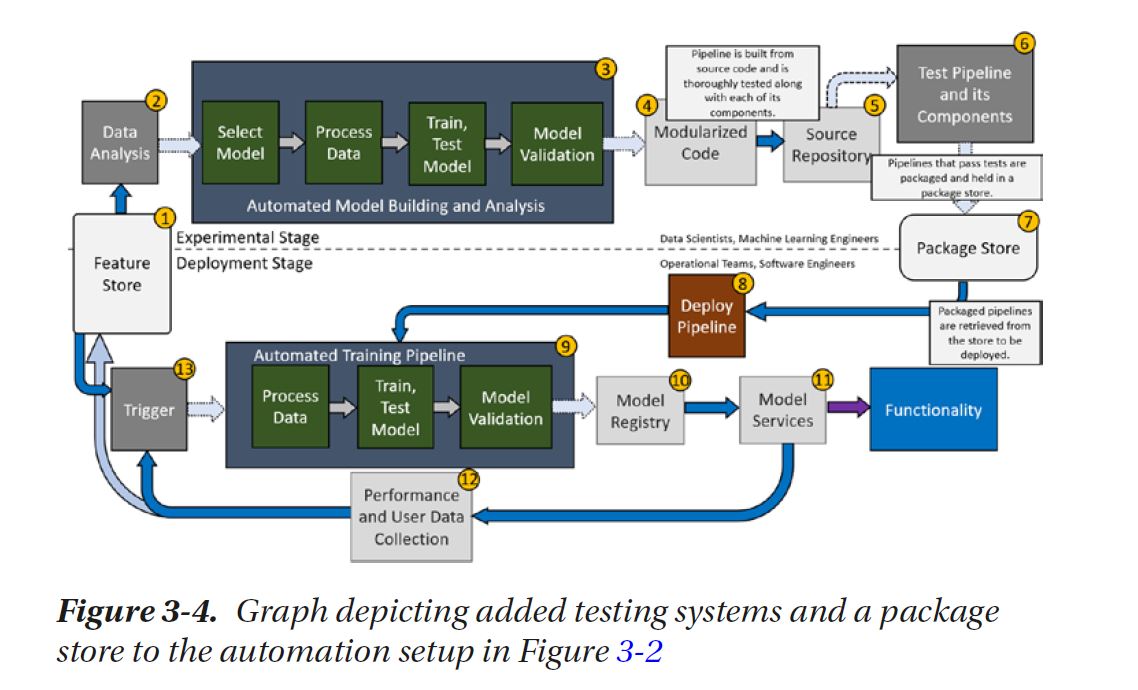 Pipeline is built from
source code and is
thoroughly tested along
with each of its
components.
6
Test Pipeline
and its
Components
3
2
Data
Analysis
Select
Model
Process
Data
Train,
Test
Model
Model
Validation
Automated Model Building and Analysis
4
Modularized
Code
5
Source
Repository
Pipelines that pass tests are
packaged and held in a
package store.
1
Feature
Store
Experimental Stage
Deployment Stage
Data Scientists, Machine Learning Engineers
Operational Teams, Software Engineers
7
Package Store
8
Deploy
Pipeline
Packaged pipelines
are retrieved from
the store to be
deployed.
13
Trigger
9
Automated Training Pipeline
Process
Data
Train,
Test
Model
Model
Validation
10
Model
Registry
11
Model
Services
Functionality
12
Performance
and User Data
Collection
Figure 3-4. Graph depicting added testing systems and a package
store to the automation setup in Figure 3-2